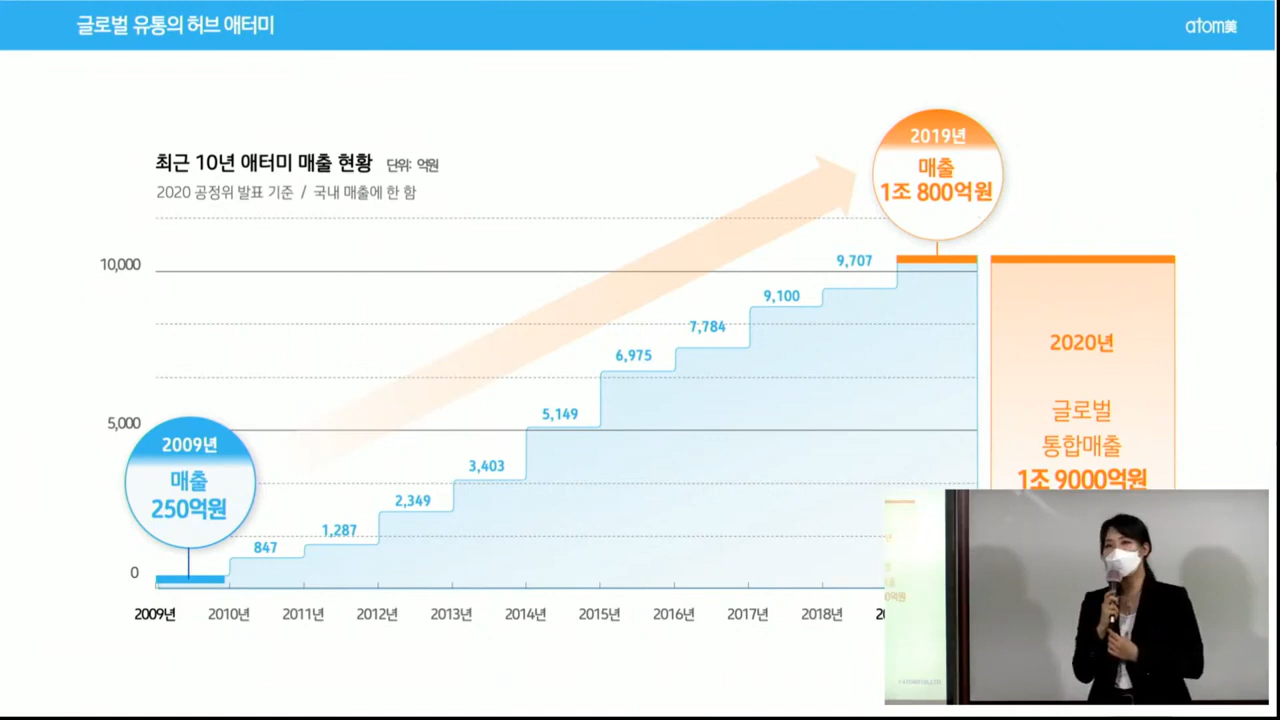 글로벌 유통의 허브 애터미
atom美
최근 10년 애터미 매출 현황 단위: 억원
2020 공정위 발표 기준 / 국내 매출에 한 함
2019년
매출
1조 800억원
10,000
5,000
0
2009년
매출
250억원
847
1,287
2,349
3,403
5,149
6,975
7,784
9,100
9,707
2020년
글로벌
통합매출
1조 9000억원
2009년 2010년 2011년 2012년 2013년 2014년 2015년 2016년 2017년 2018년